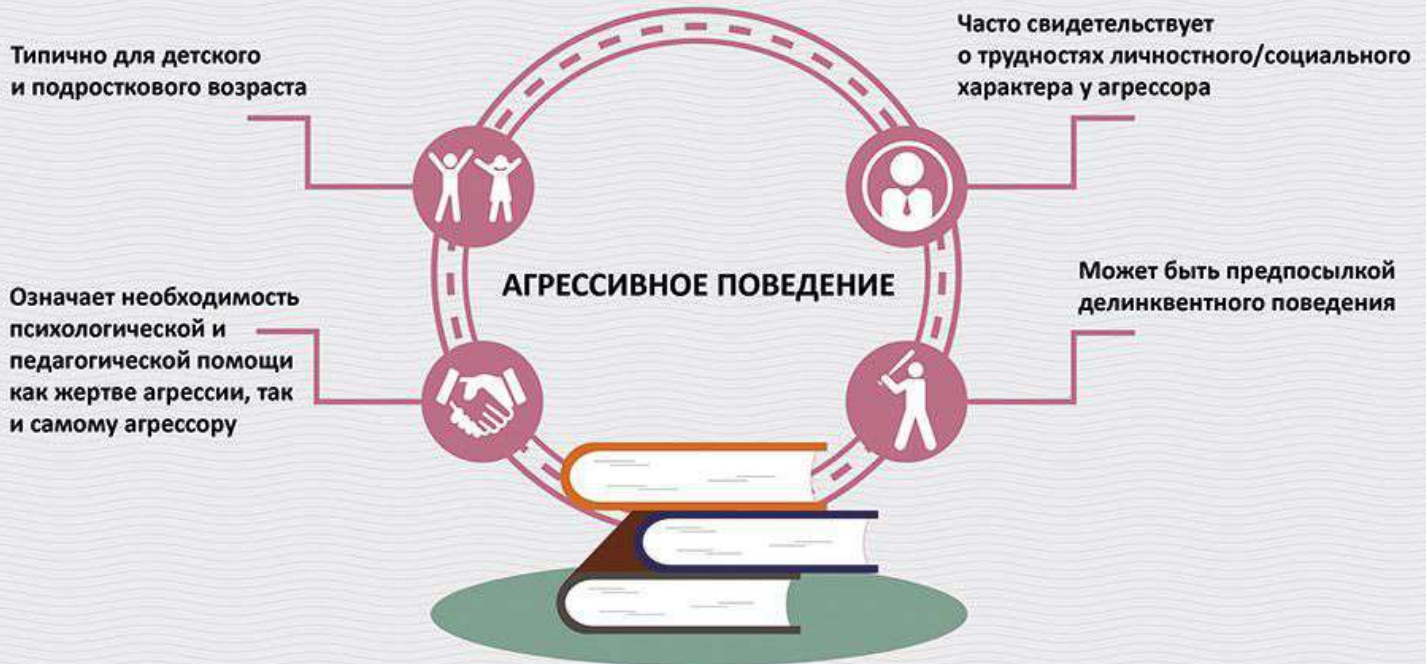 Типично для детского
и подросткового возраста
Часто свидетельствует
о трудностях личностного/социального
характера у агрессора
АГРЕССИВНОЕ ПОВЕДЕНИЕ
Означает необходимость
психологической и
педагогической помощи
как жертве агрессии, так
и самому агрессору
Может быть предпосылкой
делинквентного поведения